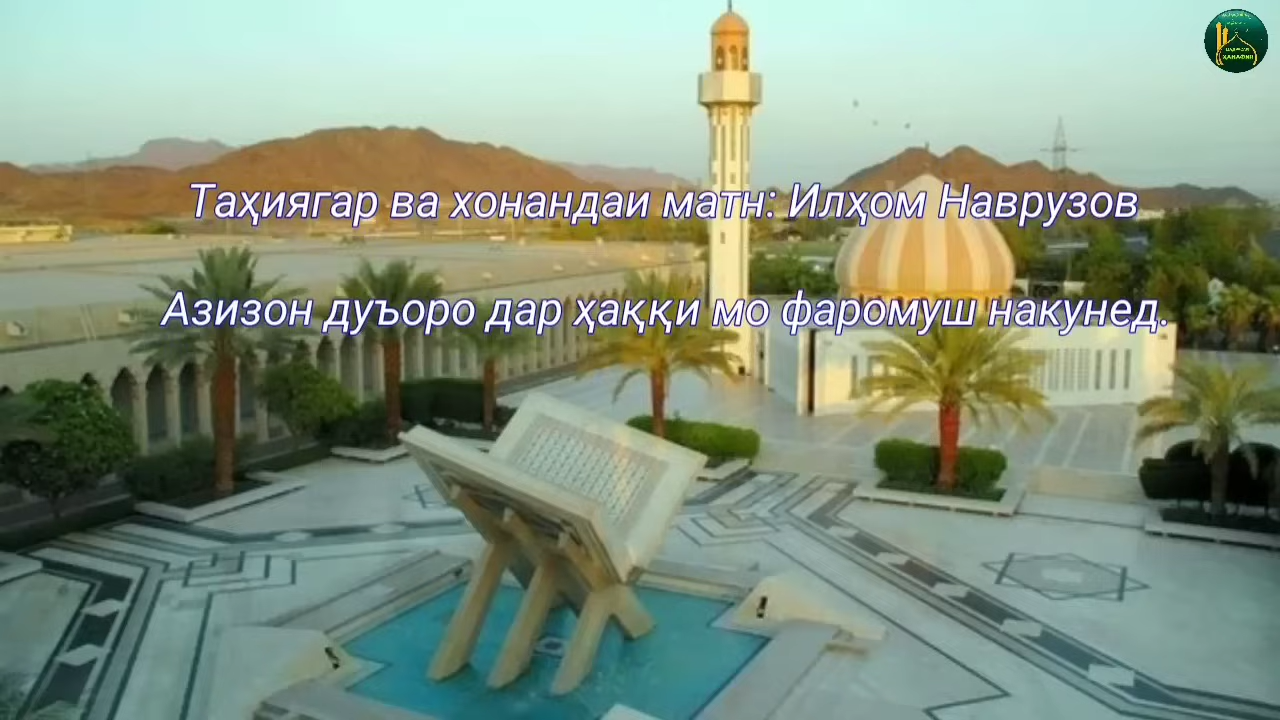 Таҳиягар ва хонандаи матн: Илҳом Наврузов
Азизон дуъоро дар ҳаққи мо фаромуш накунед.